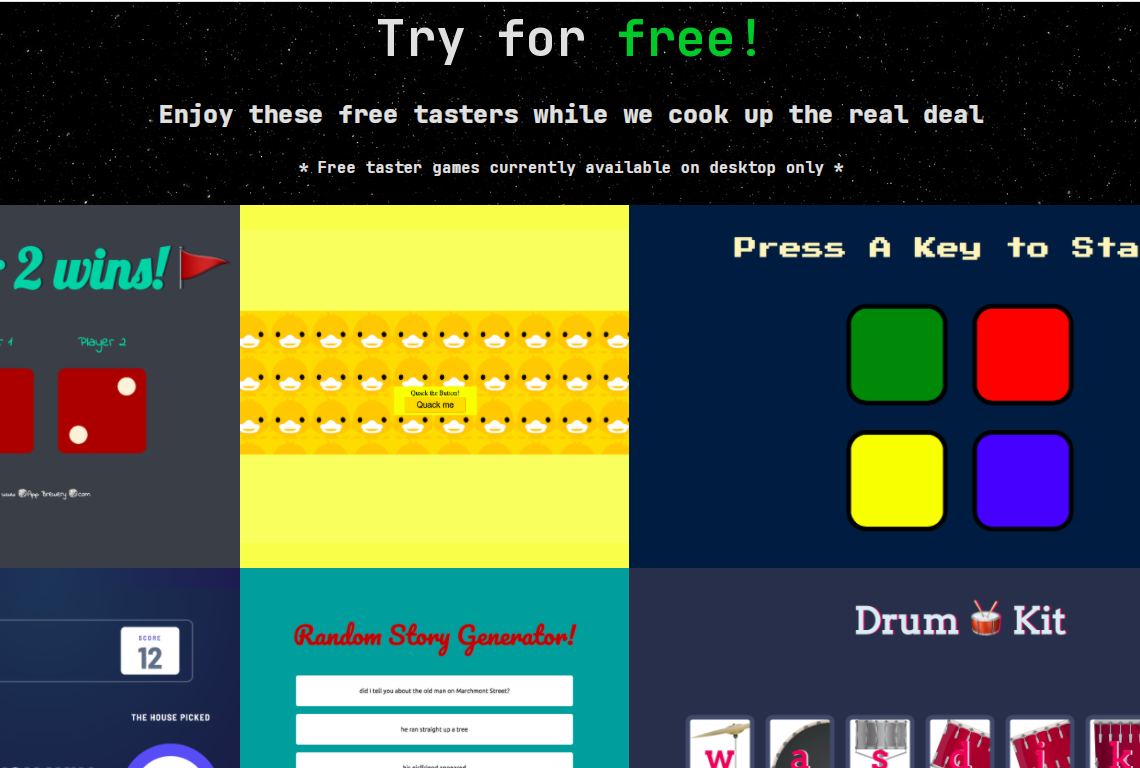 Try for free!
Enjoy these free tasters while we cook up the real deal
* Free taster games currently available on desktop only *
2 wins!
1
Player 2
www App Brewery com
Quack the Button!
Quack me
Press A Key to Sta
SCORE
12
THE HOUSE PICKED
Random Story Generator!
did I tell you about the old man on Marchmont Street?
he ran straight up a tree
his girlfriend appeared
Drum Kit
w a s d j k